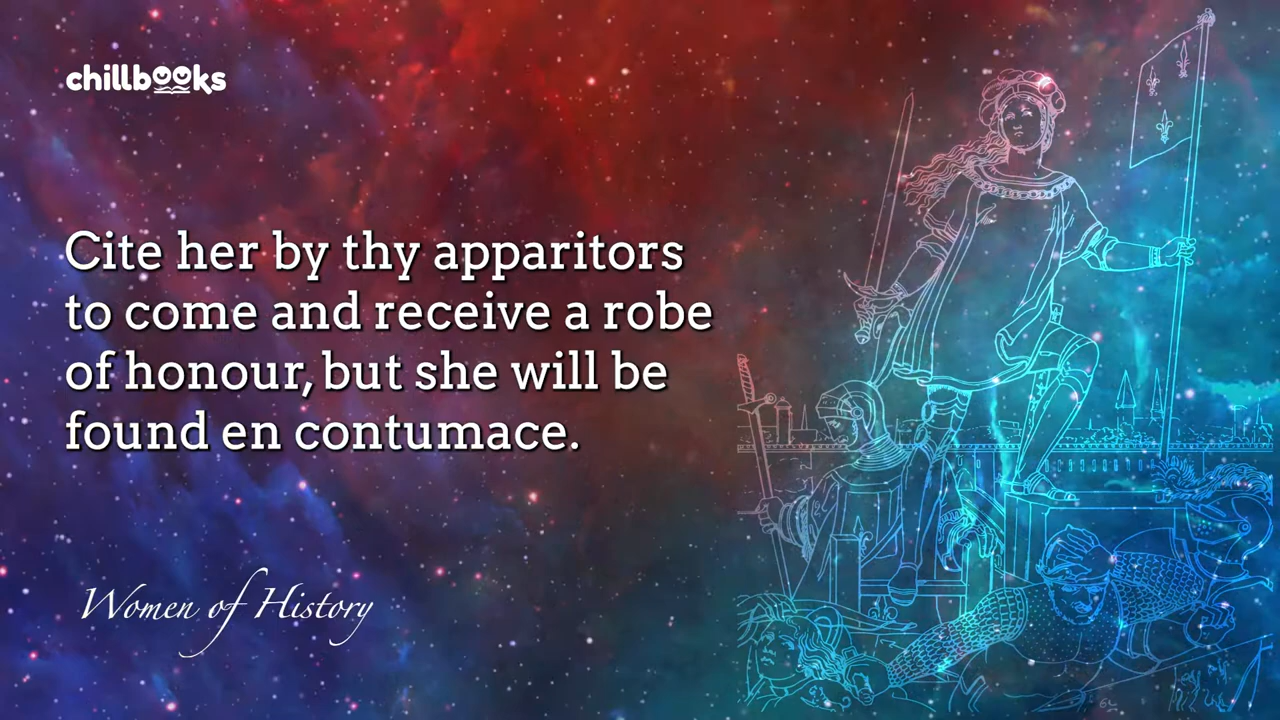 chillbooks
Cite her by thy apparitors
to come and receive a robe
of honour, but she will be
found en contumace.
Women of History